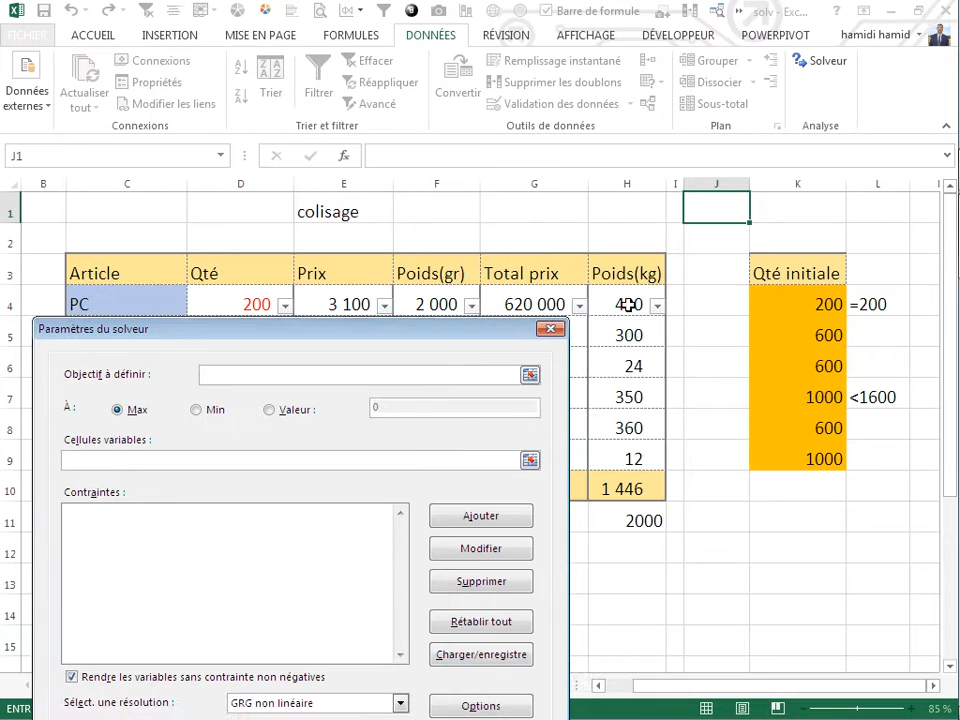 Barre de formule
solv - Exc...
?
FICHIER ACCUEIL INSERTION MISE EN PAGE FORMULES DONNÉES RÉVISION AFFICHAGE DÉVELOPPEUR POWERPIVOT hamidi hamid
Données externes
Actualiser tout
Connexions
Propriétés
Modifier les liens
Connexions
Trier
Filtrer
Effacer
Réappliquer
Avancé
Trier et filtrer
Convertir
Remplissage instantané
Supprimer les doublons
Validation des données
Outils de données
Grouper
Dissocier
Sous-total
Plan
Solveur
Analyse
J1
fx
B C D E F G H I J K L
1 colisage
2
3 Article Qté Prix Poids(gr) Total prix Poids(kg) Qté initiale
4 PC 200 3 100 2 000 620 000 200 =200
5 300 600
6 24 600
7 350 1000 <1600
8 360 600
9 12 1000
10 1 446
11 2000
12
13
14
15
Paramètres du solveur
Objectif à définir :
À : Max Min Valeur : 0
Cellules variables :
Contraintes :
Ajouter
Modifier
Supprimer
Rétablir tout
Charger/enregistre
Rendre les variables sans contrainte non négatives
Sélect. une résolution : GRG non linéaire
Options
ENTR
85 %